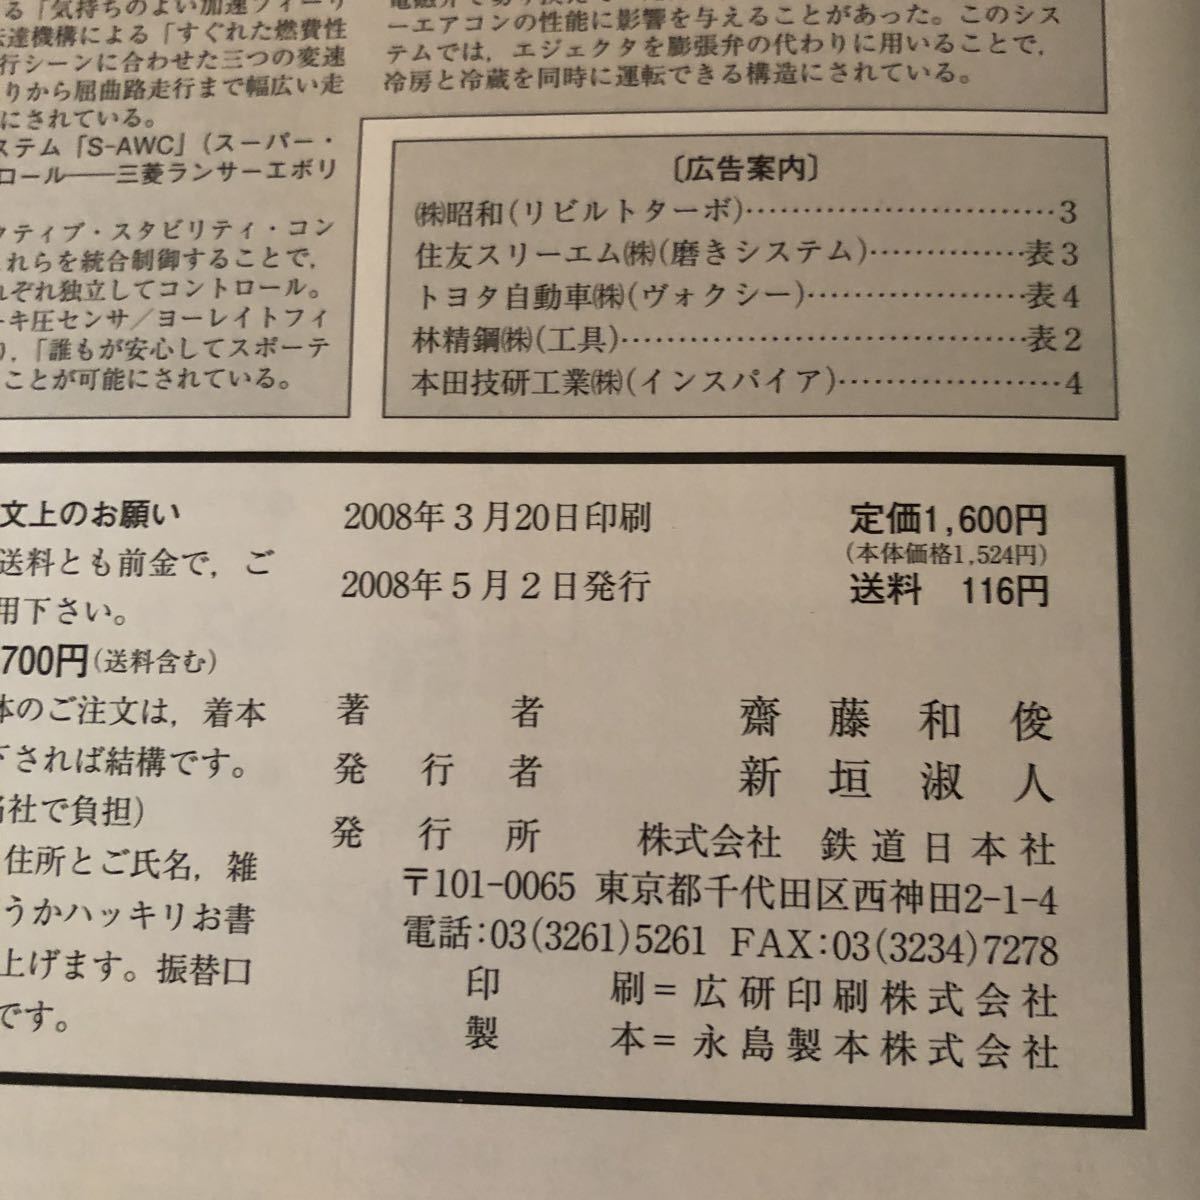 る「気持ちのよい加速フィーリ
伝達機構による「すぐれた燃費性
行シーンに合わせた三つの変速
りから屈曲路走行まで幅広い走
にされている。
ステム「S-AWC」（スーパー・
ロール――三菱ランサーエボリ
クティブ・スタビリティ・コン
これらを統合制御することで，
れぞれ独立してコントロール。
ーキ圧センサ／ヨーレイトフィ
り，「誰もが安心してスポーテ
ことが可能にされている。
ーエアコンの性能に影響を与えることがあった。このシス
テムでは，エジェクタを膨張弁の代わりに用いることで，
冷房と冷蔵を同時に運転できる構造にされている。
〔広告案内〕
㈱昭和(リビルトターボ)…………………………3
住友スリーエム㈱(磨きシステム)……………表3
トヨタ自動車㈱(ヴォクシー)…………………表4
林精鋼㈱(工具)…………………………………表2
本田技研工業㈱(インスパイア)…………………4
文上のお願い
送料とも前金で，ご
用下さい。
700円(送料含む)
体のご注文は，着本
下されば結構です。
当社で負担)
住所とご氏名，雑
うかハッキリお書
上げます。振替口
です。
2008年3月20日印刷
2008年5月2日発行
定価1,600円
(本体価格1,524円)
送料 116円
著者 齋藤和俊
発行者 新垣淑人
発行所 株式会社 鉄道日本社
〒101-0065 東京都千代田区西神田2-1-4
電話:03(3261)5261 FAX:03(3234)7278
印刷＝広研印刷株式会社
製本＝永島製本株式会社